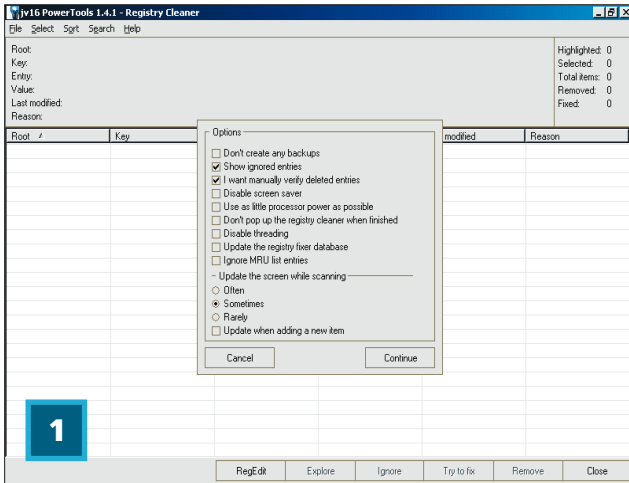 jv16 PowerTools 1.4.1 - Registry Cleaner
File Select Sort Search Help
Root:
Key:
Entry:
Value:
Last modified:
Reason:
Highlighted: 0
Selected: 0
Total items: 0
Removed: 0
Fixed: 0
Root Key modified Reason
Options
Don't create any backups
Show ignored entries
I want manually verify deleted entries
Disable screen saver
Use as little processor power as possible
Don't pop up the registry cleaner when finished
Disable threading
Update the registry fixer database
Ignore MRU list entries
Update the screen while scanning
Often
Sometimes
Rarely
Update when adding a new item
Cancel Continue
1
RegEdit Explore Ignore Try to fix Remove Close